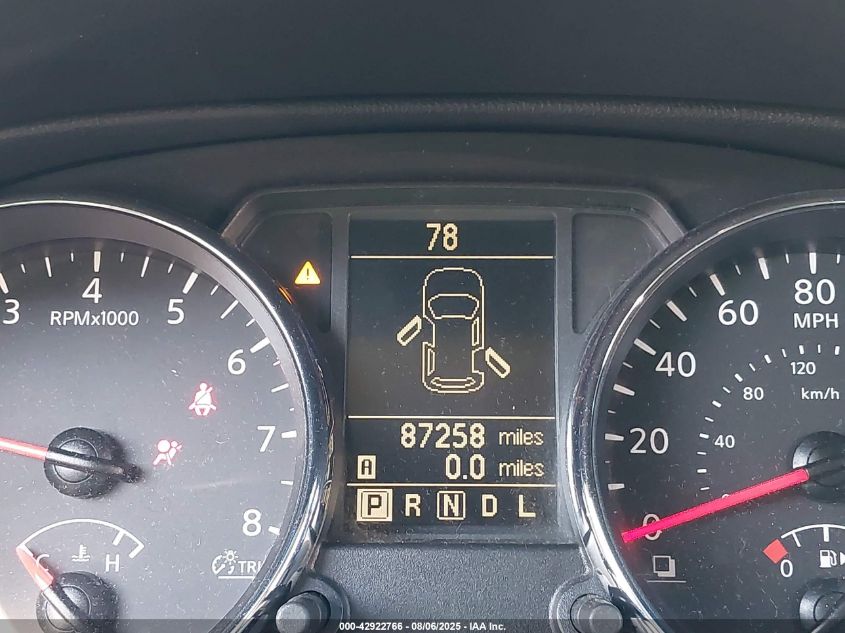 78
3 4 5 6 7 8
RPMx1000
C H
TRI
87258 miles
A 0.0 miles
P R N D L
0 20 40 60 80
MPH
40 80 120
km/h
0
000-42922766 - 08/06/2025 - IAA Inc.